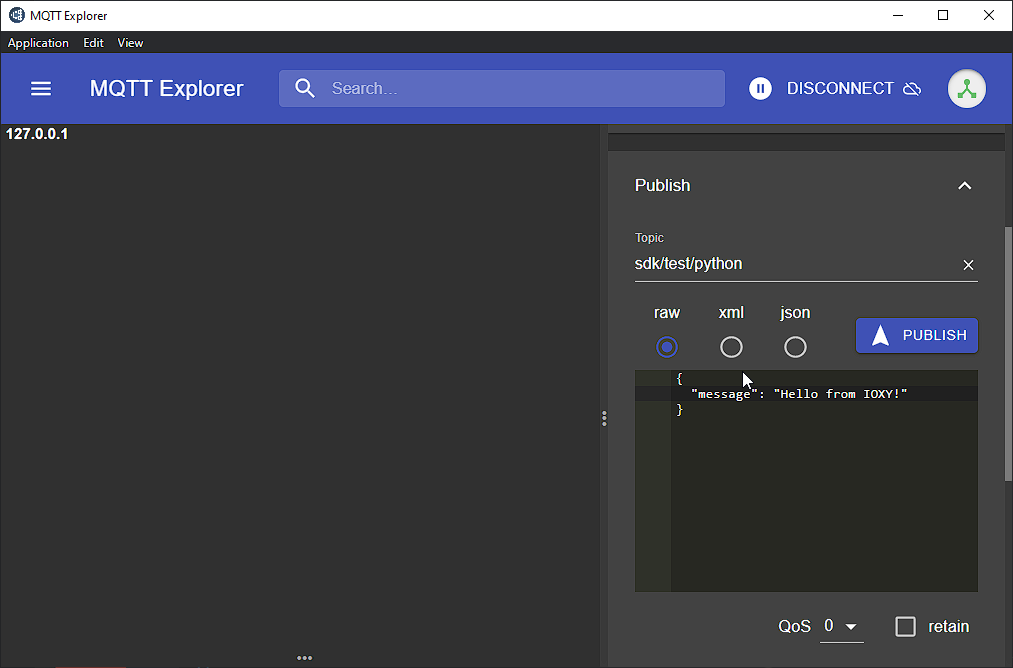 MQTT Explorer
Application Edit View
MQTT Explorer Search... DISCONNECT
127.0.0.1
Publish
Topic
sdk/test/python
raw xml json
PUBLISH
{
"message": "Hello from IOXY!"
}
QoS 0 retain